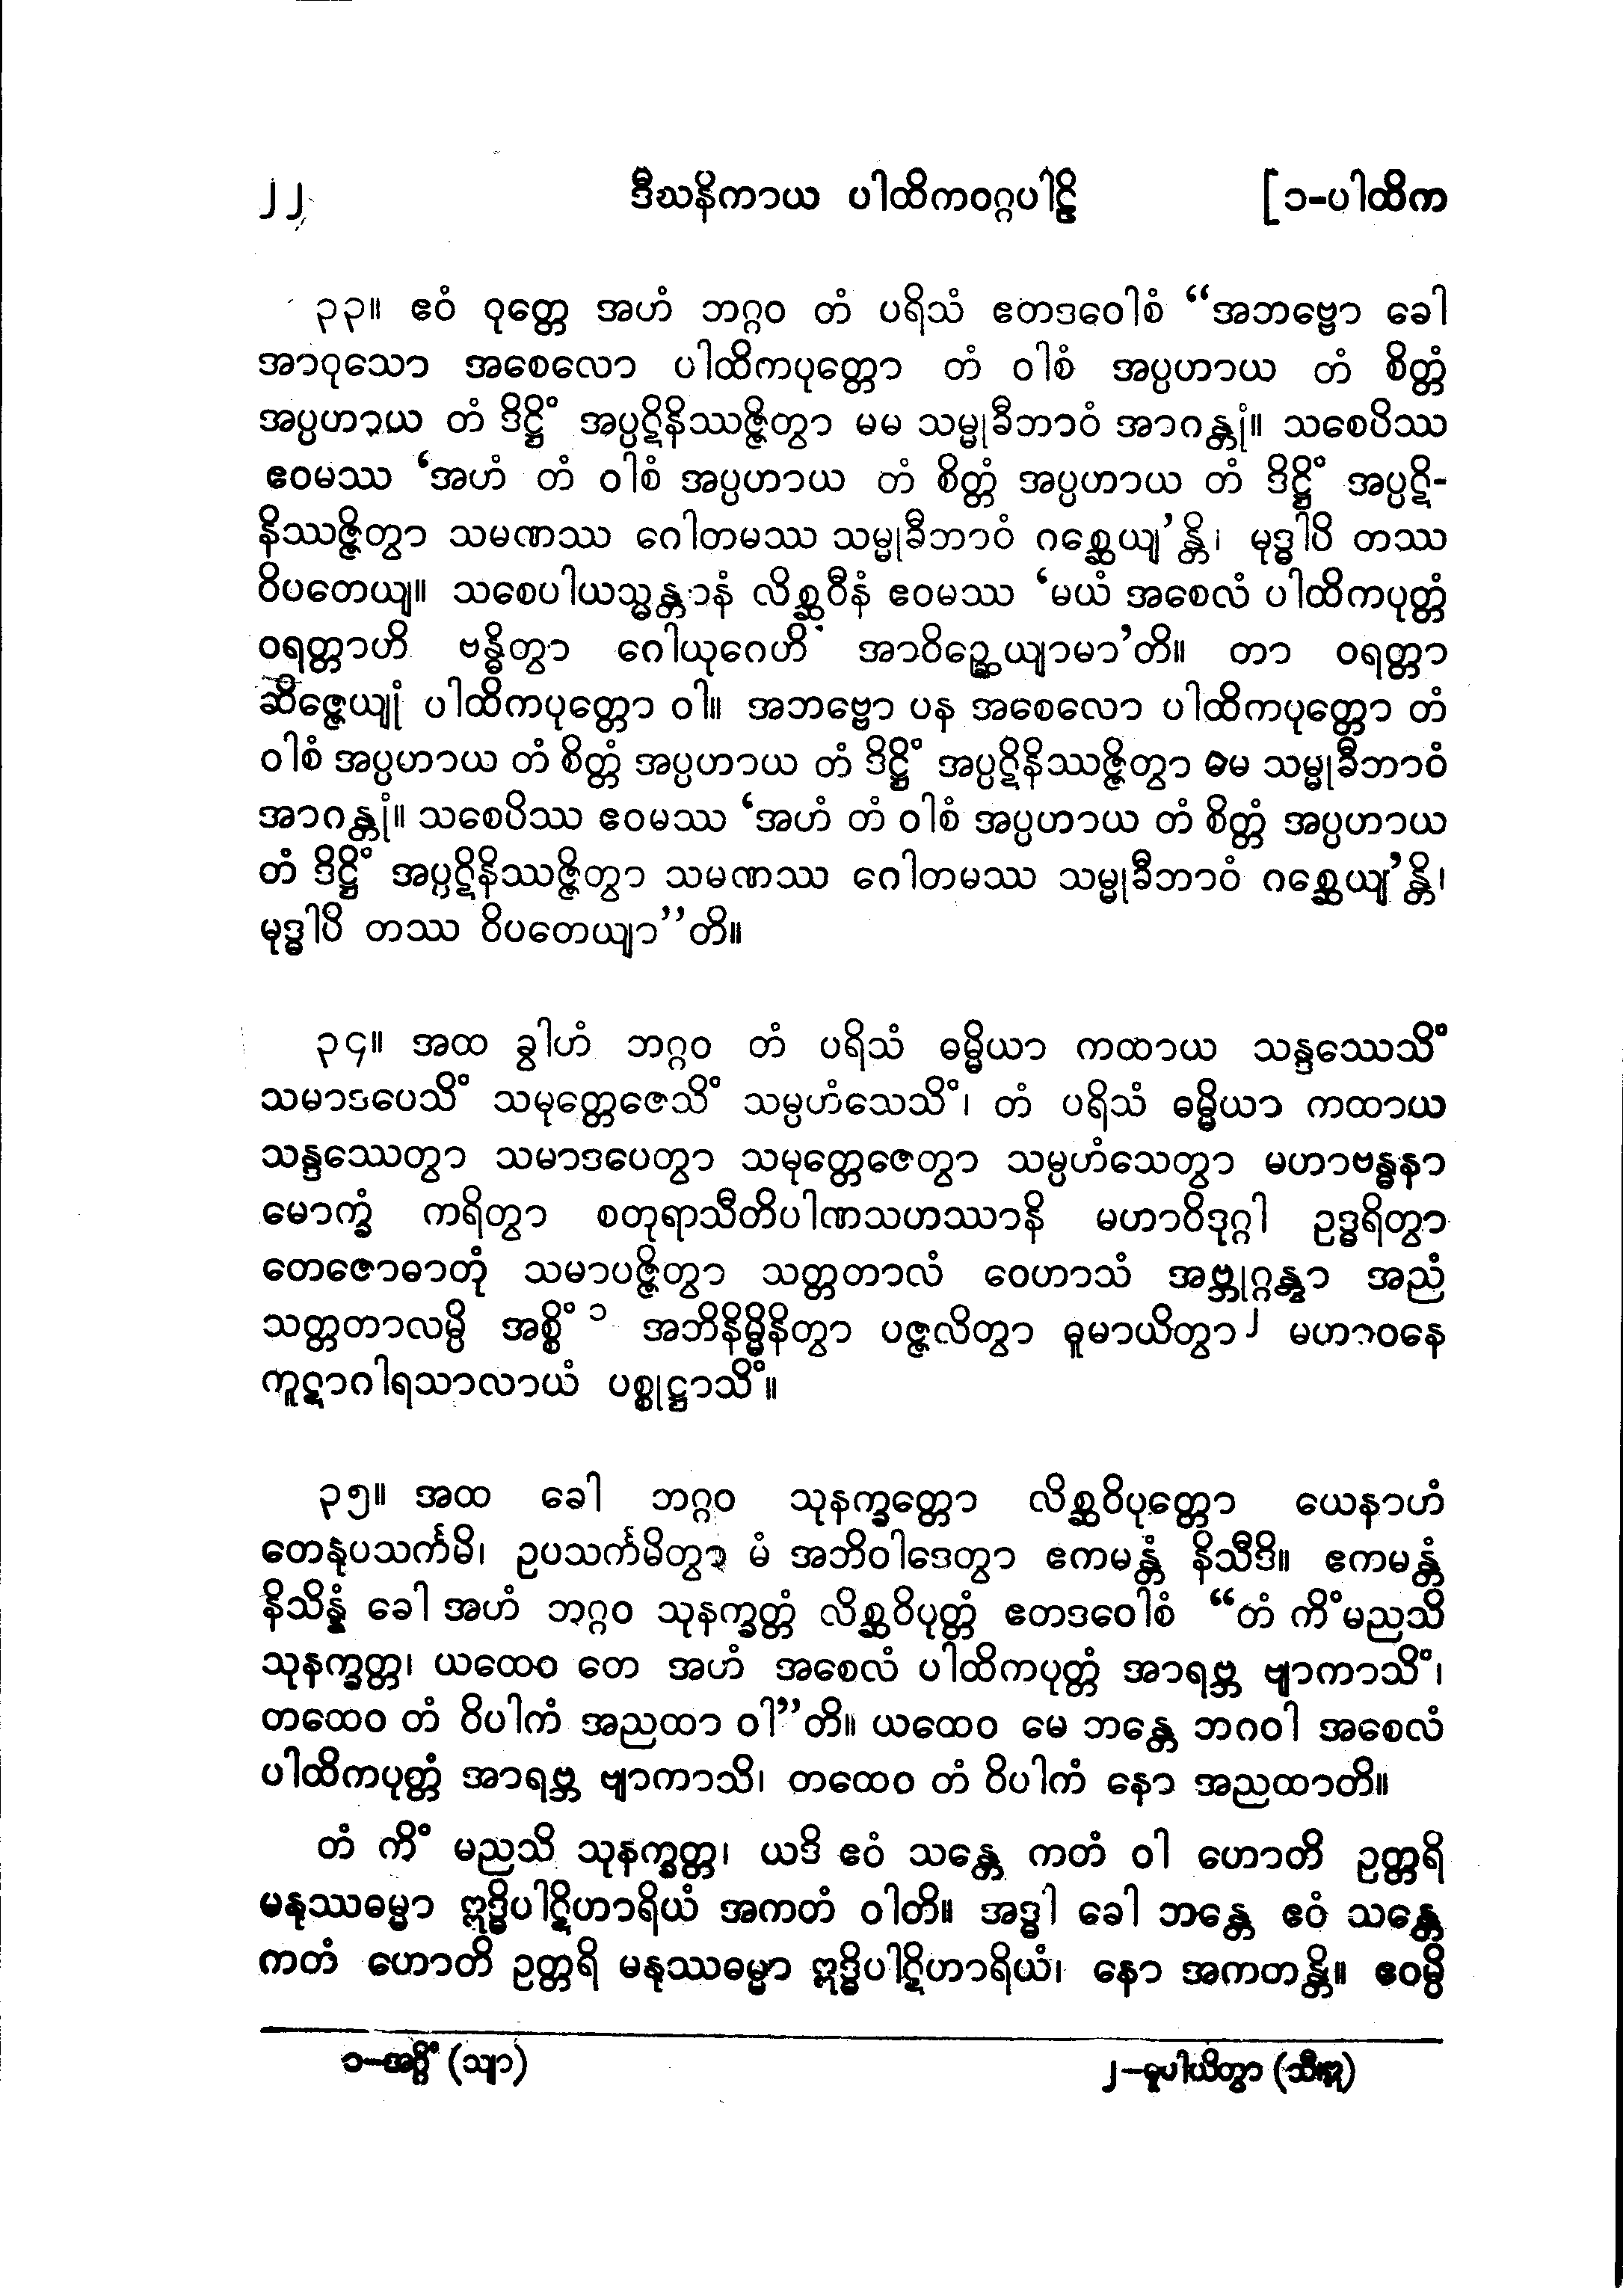 ၂၂ ဒီဃနိကာယ ပါထိကဝဂ္ဂပါဠိ [၁-ပါထိက
၃၃။ ဧဝံ ဝုတ္တေ အဟံ ဘဂ္ဂဝ တံ ပရိသံ ဧတဒဝေါစံ “အဘဗ္ဗော ခေါ
အာဝုသော အစေလော ပါထိကပုတ္တော တံ ဝါစံ အပ္ပဟာယ တံ စိတ္တံ
အပ္ပဟာယ တံ ဒိဋ္ဌိံ အပ္ပဋိနိဿဇ္ဇိတွာ မမ သမ္မုခီဘာဝံ အာဂန္တုံ။ သစေပိဿ
ဧဝမဿ ‘အဟံ တံ ဝါစံ အပ္ပဟာယ တံ စိတ္တံ အပ္ပဟာယ တံ ဒိဋ္ဌိံ အပ္ပဋိ-
နိဿဇ္ဇိတွာ သမဏဿ ဂေါတမဿ သမ္မုခီဘာဝံ ဂစ္ဆေယျ’န္တိ၊ မုဒ္ဓါပိ တဿ
ဝိပတေယျ။ သစေပါယသ္မန္တာနံ လိစ္ဆဝီနံ ဧဝမဿ ‘မယံ အစေလံ ပါထိကပုတ္တံ
ဝရတ္တာဟိ ဗန္ဓိတွာ ဂေါယုဂေဟိ အာဝိဉ္ဆေယျာမာ’တိ။ တာ ဝရတ္တာ
ဆိဇ္ဇေယျုံ ပါထိကပုတ္တော ဝါ။ အဘဗ္ဗော ပန အစေလော ပါထိကပုတ္တော တံ
ဝါစံ အပ္ပဟာယ တံ စိတ္တံ အပ္ပဟာယ တံ ဒိဋ္ဌိံ အပ္ပဋိနိဿဇ္ဇိတွာ မမ သမ္မုခီဘာဝံ
အာဂန္တုံ။ သစေပိဿ ဧဝမဿ ‘အဟံ တံ ဝါစံ အပ္ပဟာယ တံ စိတ္တံ အပ္ပဟာယ
တံ ဒိဋ္ဌိံ အပ္ပဋိနိဿဇ္ဇိတွာ သမဏဿ ဂေါတမဿ သမ္မုခီဘာဝံ ဂစ္ဆေယျ’န္တိ၊
မုဒ္ဓါပိ တဿ ဝိပတေယျာ”တိ။
၃၄။ အထ ခွါဟံ ဘဂ္ဂဝ တံ ပရိသံ ဓမ္မိယာ ကထာယ သန္ဒဿေသိံ
သမာဒပေသိံ သမုတ္တေဇေသိံ သမ္ပဟံသေသိံ၊ တံ ပရိသံ ဓမ္မိယာ ကထာယ
သန္ဒဿေတွာ သမာဒပေတွာ သမုတ္တေဇေတွာ သမ္ပဟံသေတွာ မဟာဗန္ဓနာ
မောက္ခံ ကရိတွာ စတုရာသီတိပါဏသဟဿာနိ မဟာဝိဒုဂ္ဂါ ဥဒ္ဓရိတွာ
တေဇောဓာတုံ သမာပဇ္ဇိတွာ သတ္တတာလံ ဝေဟာသံ အဗ္ဘုဂ္ဂန္တွာ အညံ
သတ္တတာလမ္ပိ အစ္စိံ ၁ အဘိနိမ္မိနိတွာ ပဇ္ဇလိတွာ ဓူမာယိတွာ၂ မဟာဝနေ
ကူဋာဂါရသာလာယံ ပစ္စုဋ္ဌာသိံ။
၃၅။ အထ ခေါ ဘဂ္ဂဝ သုနက္ခတ္တော လိစ္ဆဝိပုတ္တော ယေနာဟံ
တေနုပသင်္ကမိ၊ ဥပသင်္ကမိတွာ မံ အဘိဝါဒေတွာ ဧကမန္တံ နိသီဒိ။ ဧကမန္တံ
နိသိန္နံ ခေါ အဟံ ဘဂ္ဂဝ သုနက္ခတ္တံ လိစ္ဆဝိပုတ္တံ ဧတဒဝေါစံ “တံ ကိံ မညသိ
သုနက္ခတ္တ၊ ယထေဝ တေ အဟံ အစေလံ ပါထိကပုတ္တံ အာရဗ္ဘ ဗျာကာသိံ၊
တထေဝ တံ ဝိပါကံ အညထာ ဝါ”တိ။ ယထေဝ မေ ဘန္တေ ဘဂဝါ အစေလံ
ပါထိကပုတ္တံ အာရဗ္ဘ ဗျာကာသိ၊ တထေဝ တံ ဝိပါကံ နော အညထာတိ။
တံ ကိံ မညသိ သုနက္ခတ္တ၊ ယဒိ ဧဝံ သန္တေ ကတံ ဝါ ဟောတိ ဥတ္တရိ
မနုဿဓမ္မာ ဣဒ္ဓိပါဋိဟာရိယံ အကတံ ဝါတိ။ အဒ္ဓါ ခေါ ဘန္တေ ဧဝံ သန္တေ
ကတံ ဟောတိ ဥတ္တရိ မနုဿဓမ္မာ ဣဒ္ဓိပါဋိဟာရိယံ၊ နော အကတန္တိ။ ဧဝမ္ပိ
၁-အဂ္ဂိံ (သျာ) ၂-ဓူပါယိတွာ (သီဣ)